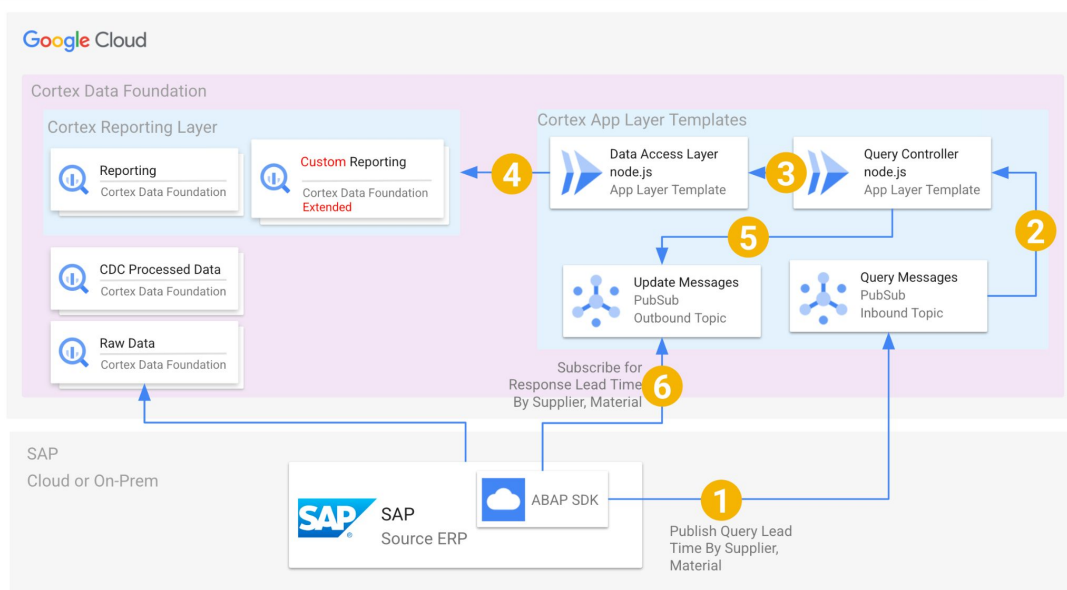 Google Cloud
Cortex Data Foundation
Cortex Reporting Layer
Reporting
Cortex Data Foundation
Custom Reporting
Cortex Data Foundation
Extended
CDC Processed Data
Cortex Data Foundation
Raw Data
Cortex Data Foundation
Cortex App Layer Templates
Data Access Layer
node.js
App Layer Template
Query Controller
node.js
App Layer Template
4
3
2
5
Update Messages
PubSub
Outbound Topic
Query Messages
PubSub
Inbound Topic
Subscribe for
Response Lead Time
By Supplier, Material
6
SAP
Cloud or On-Prem
SAP
SAP
Source ERP
ABAP SDK
1
Publish Query Lead
Time By Supplier,
Material